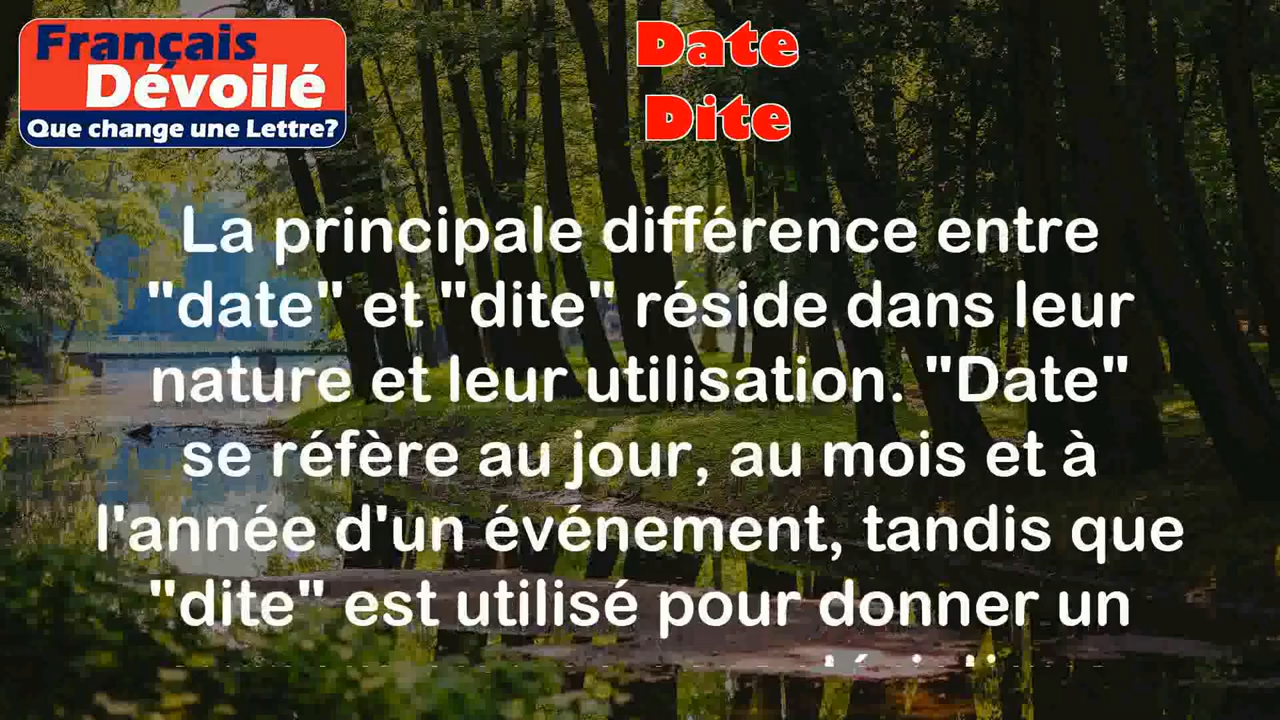 Français
Dévoilé
Que change une Lettre?
Date
Dite
La principale différence entre
"date" et "dite" réside dans leur
nature et leur utilisation. "Date"
se réfère au jour, au mois et à
l'année d'un événement, tandis que
"dite" est utilisé pour donner un